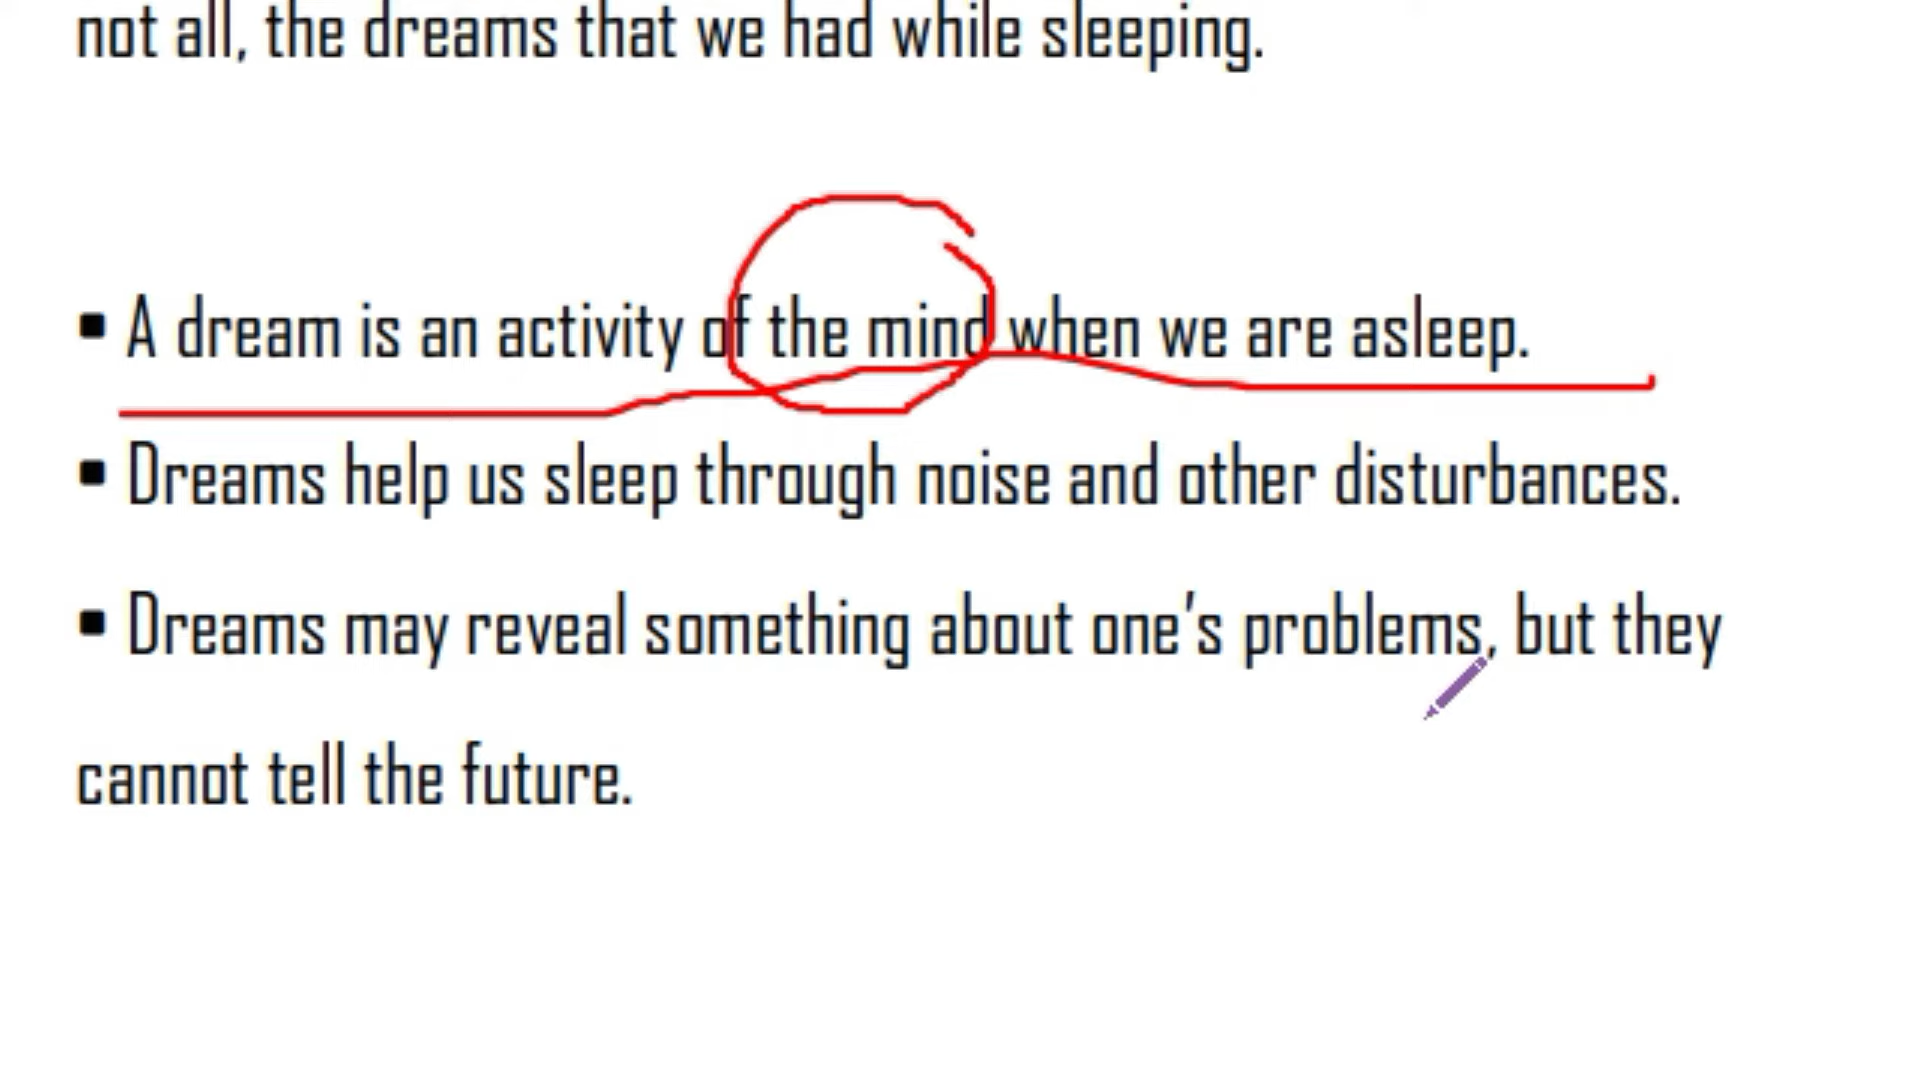 not all, the dreams that we had while sleeping.
▪ A dream is an activity of the mind when we are asleep.
▪ Dreams help us sleep through noise and other disturbances.
▪ Dreams may reveal something about one's problems, but they
cannot tell the future.